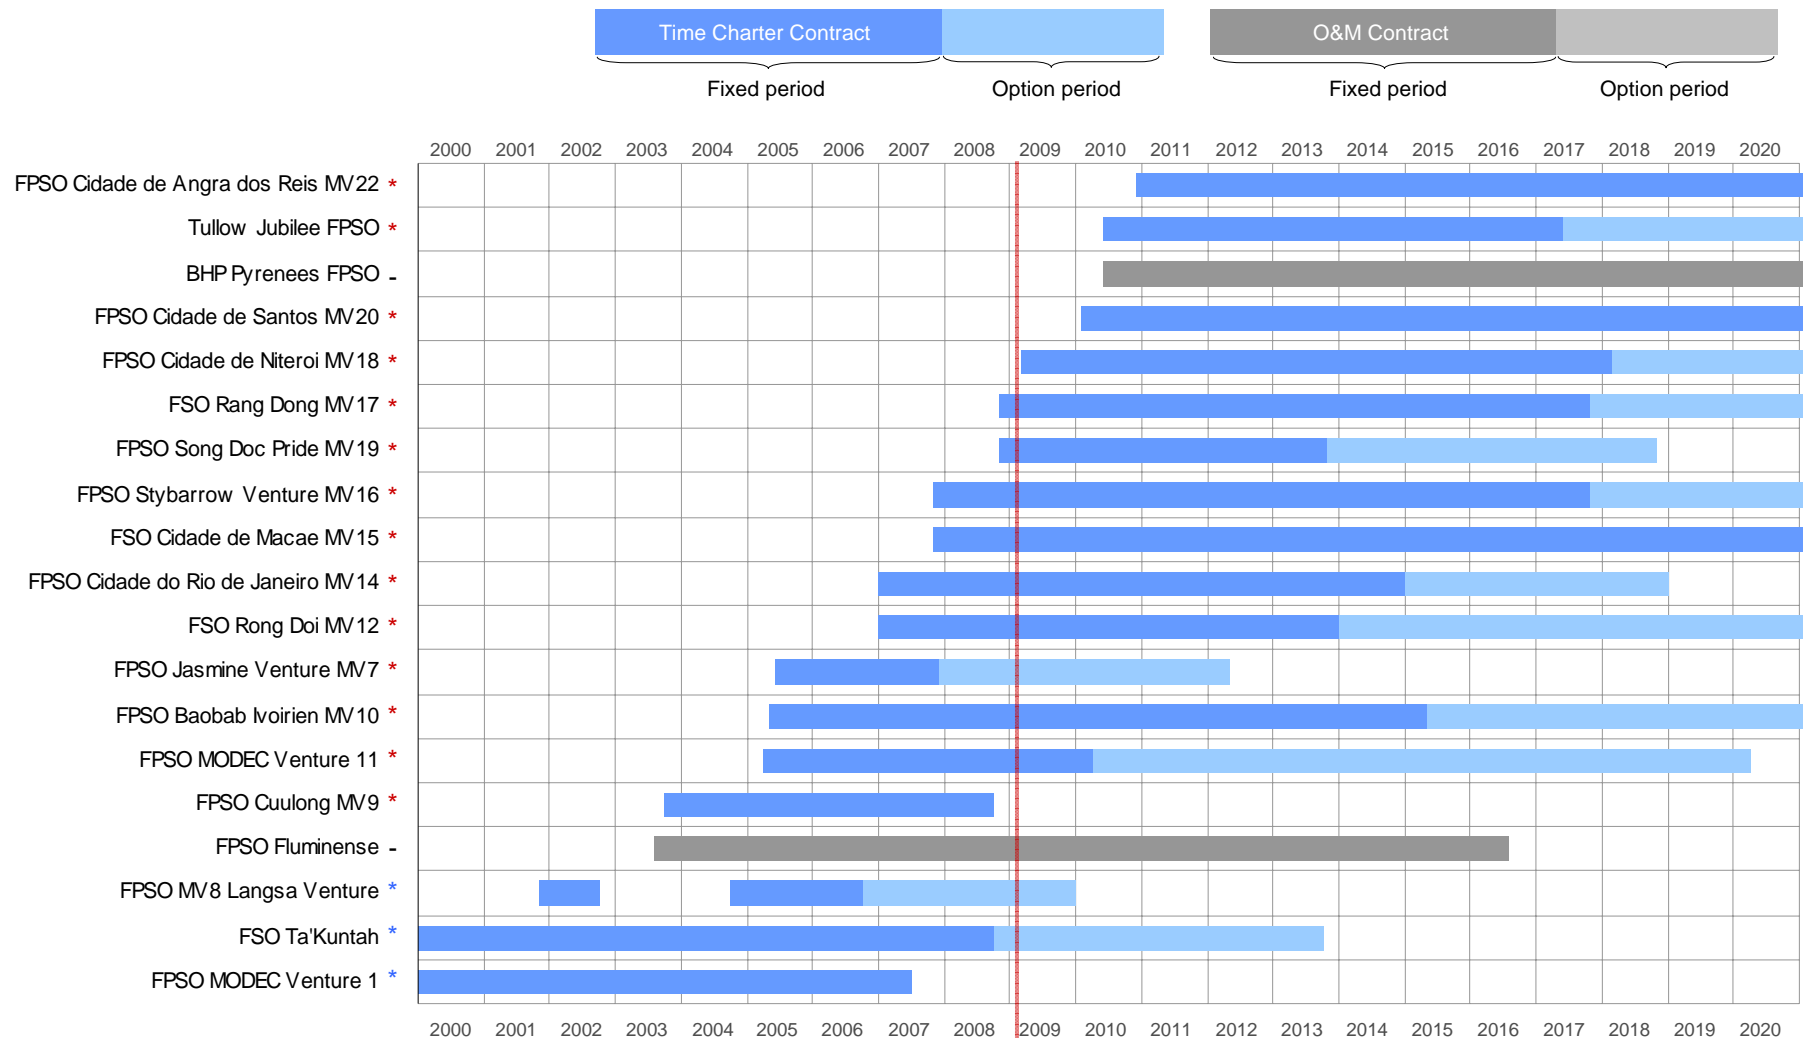 Time Charter Contract O&M Contract
Fixed period Option period Fixed period Option period
2000 2001 2002 2003 2004 2005 2006 2007 2008 2009 2010 2011 2012 2013 2014 2015 2016 2017 2018 2019 2020
FPSO Cidade de Angra dos Reis MV22 *
Tullow Jubilee FPSO *
BHP Pyrenees FPSO -
FPSO Cidade de Santos MV20 *
FPSO Cidade de Niteroi MV18 *
FSO Rang Dong MV17 *
FPSO Song Doc Pride MV19 *
FPSO Stybarrow Venture MV16 *
FSO Cidade de Macae MV15 *
FPSO Cidade do Rio de Janeiro MV14 *
FSO Rong Doi MV12 *
FPSO Jasmine Venture MV7 *
FPSO Baobab Ivoirien MV10 *
FPSO MODEC Venture 11 *
FPSO Cuulong MV9 *
FPSO Fluminense -
FPSO MV8 Langsa Venture *
FSO Ta'Kuntah *
FPSO MODEC Venture 1 *
2000 2001 2002 2003 2004 2005 2006 2007 2008 2009 2010 2011 2012 2013 2014 2015 2016 2017 2018 2019 2020